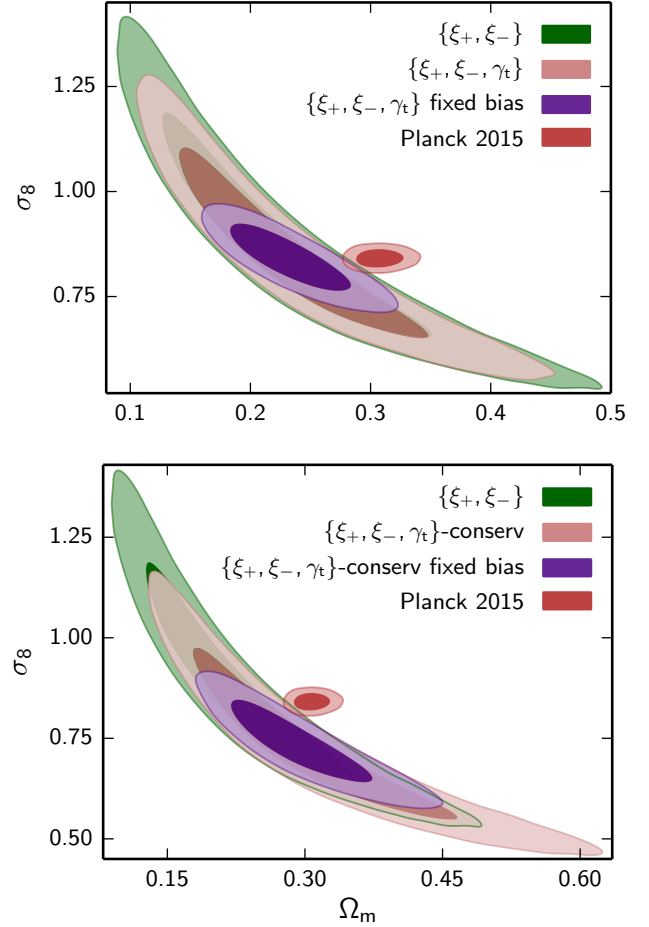 {ξ₊, ξ₋}
{ξ₊, ξ₋, γₜ}
{ξ₊, ξ₋, γₜ} fixed bias
Planck 2015
1.25
1.00
0.75
σ₈
0.1 0.2 0.3 0.4 0.5
{ξ₊, ξ₋}
{ξ₊, ξ₋, γₜ}-conserv
{ξ₊, ξ₋, γₜ}-conserv fixed bias
Planck 2015
1.25
1.00
0.75
0.50
σ₈
0.15 0.30 0.45 0.60
Ωₘ